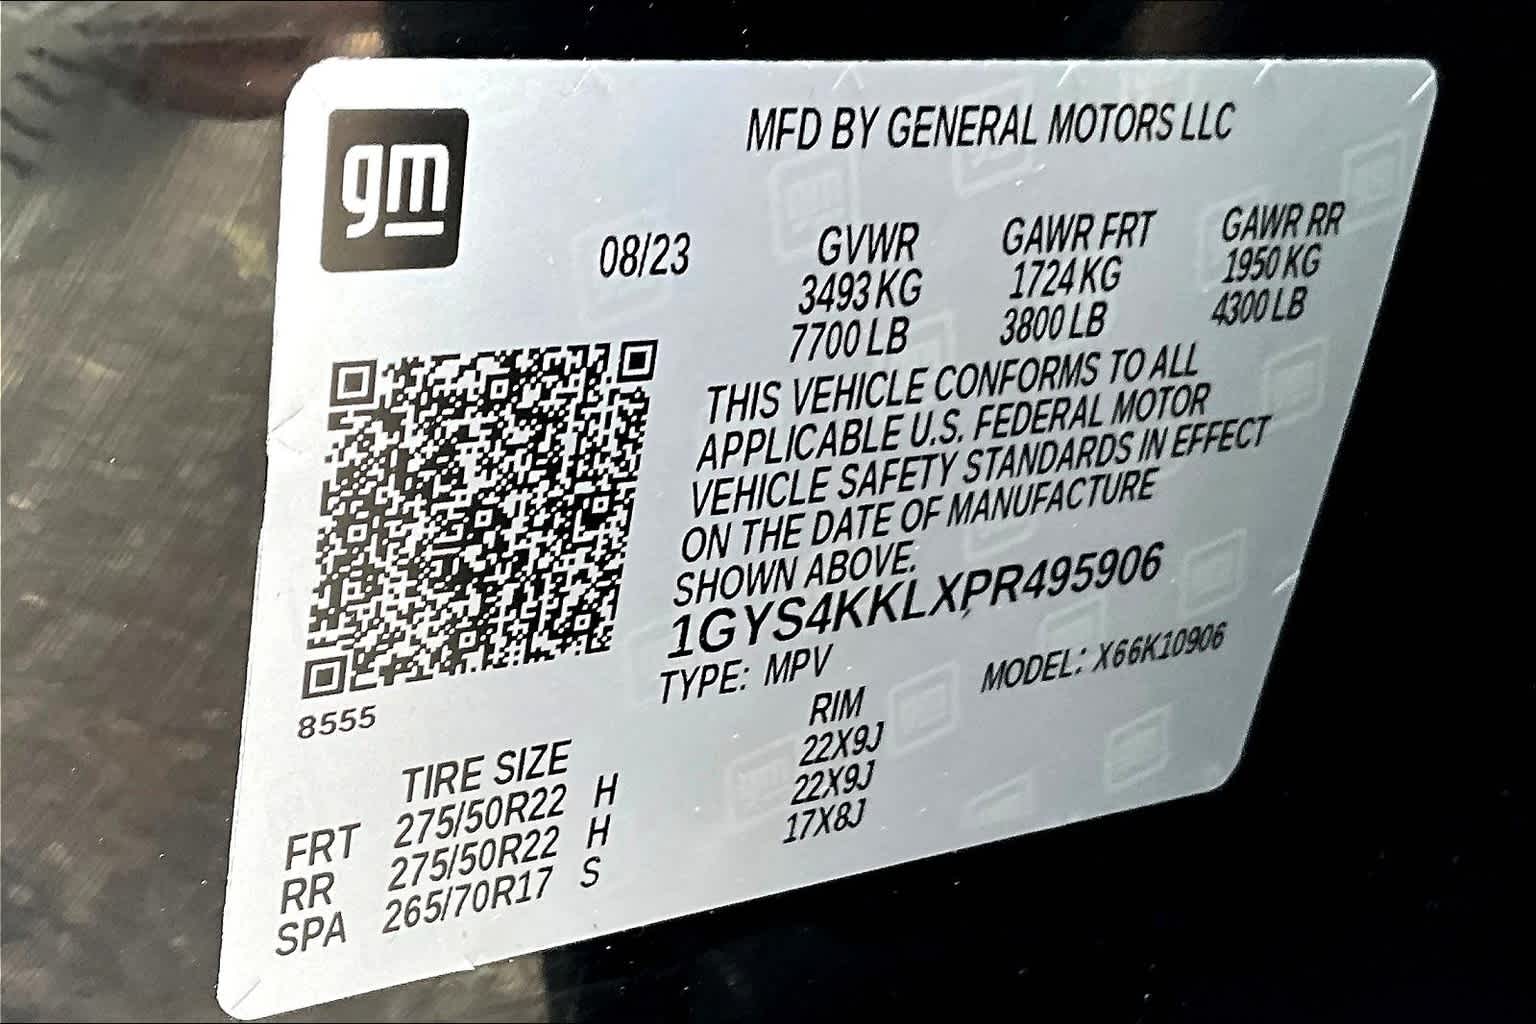 gm
MFD BY GENERAL MOTORS LLC
08/23
GVWR GAWR FRT GAWR RR
3493 KG 1724 KG 1950 KG
7700 LB 3800 LB 4300 LB
THIS VEHICLE CONFORMS TO ALL
APPLICABLE U.S. FEDERAL MOTOR
VEHICLE SAFETY STANDARDS IN EFFECT
ON THE DATE OF MANUFACTURE
SHOWN ABOVE.
1GYS4KKLXPR495906
TYPE: MPV MODEL: X66K10906
8555
TIRE SIZE RIM
FRT 275/50R22 H 22X9J
RR 275/50R22 H 22X9J
SPA 265/70R17 S 17X8J